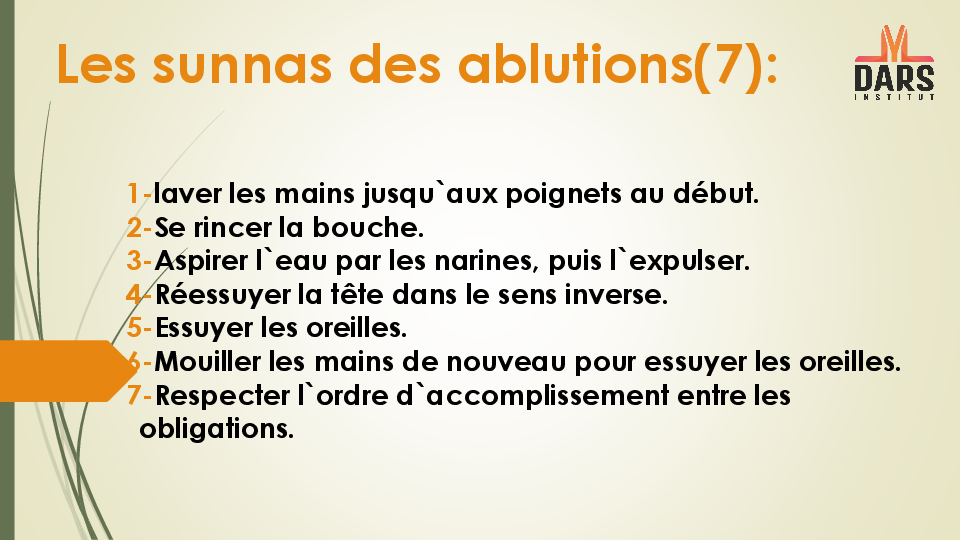 Les sunnas des ablutions(7):
DARS
INSTITUT
1-laver les mains jusqu`aux poignets au début.
2-Se rincer la bouche.
3-Aspirer l`eau par les narines, puis l`expulser.
4-Réessuyer la tête dans le sens inverse.
5-Essuyer les oreilles.
6-Mouiller les mains de nouveau pour essuyer les oreilles.
7-Respecter l`ordre d`accomplissement entre les
obligations.